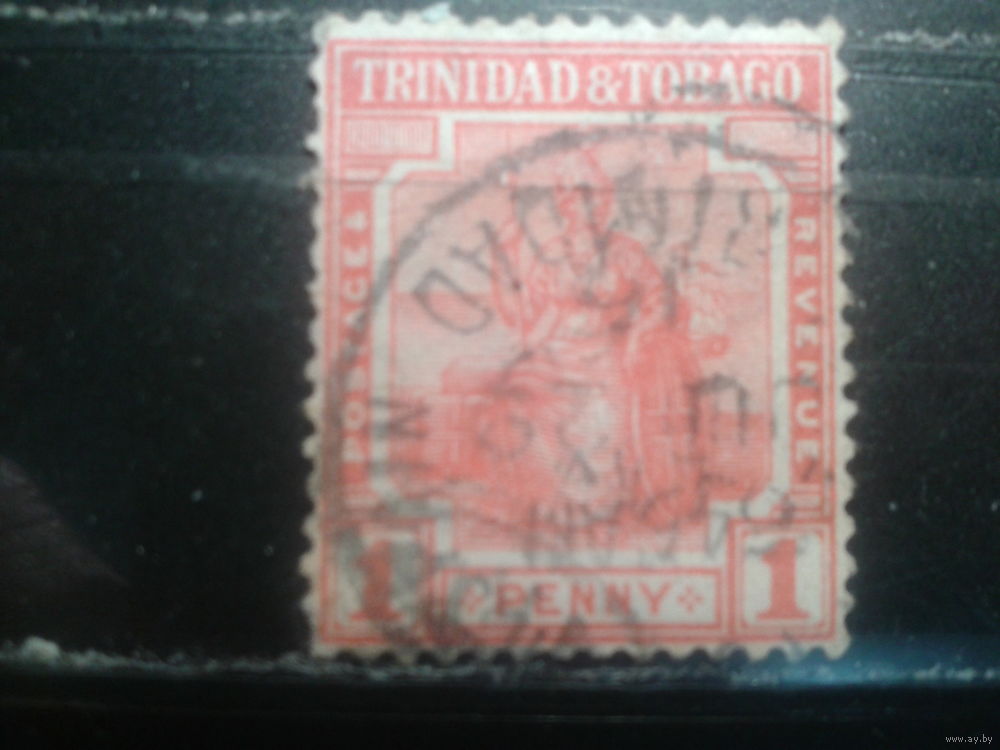 TRINIDAD & TOBAGO
POSTAGE &
REVENUE
1
PENNY
1
www.ay.by